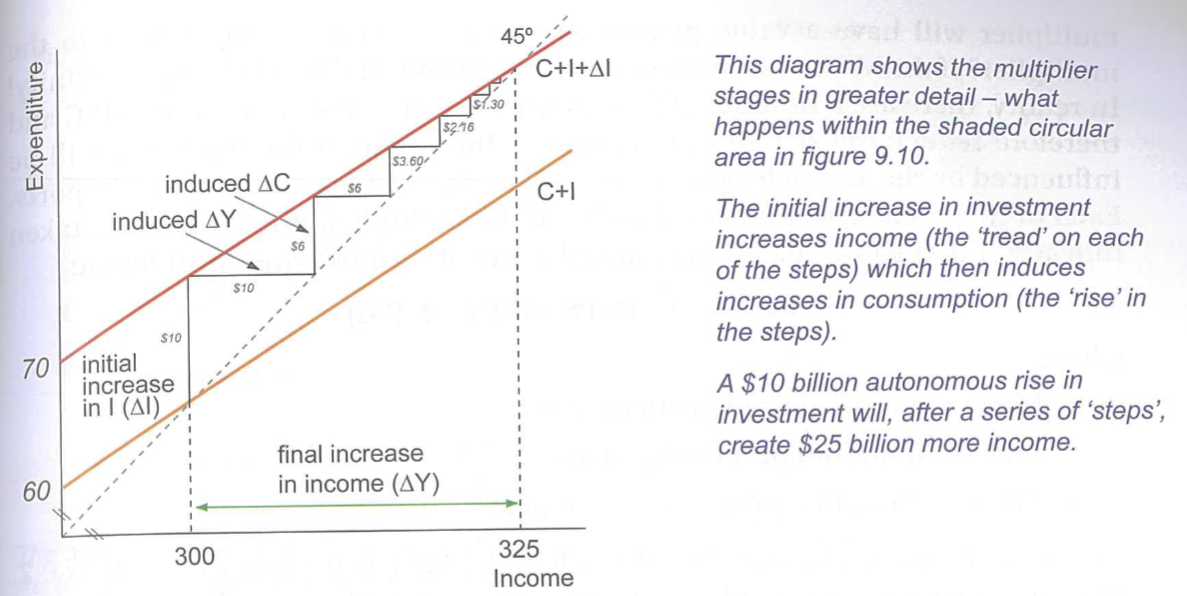 45º
C+I+ΔI
Expenditure
$1.30
$2.16
$3.60
induced ΔC
$6
C+I
induced ΔY
$6
$10
$10
70
initial
increase
in I (ΔI)
final increase
in income (ΔY)
60
300
325
Income
This diagram shows the multiplier
stages in greater detail – what
happens within the shaded circular
area in figure 9.10.
The initial increase in investment
increases income (the ‘tread’ on each
of the steps) which then induces
increases in consumption (the ‘rise’ in
the steps).
A $10 billion autonomous rise in
investment will, after a series of ‘steps’,
create $25 billion more income.